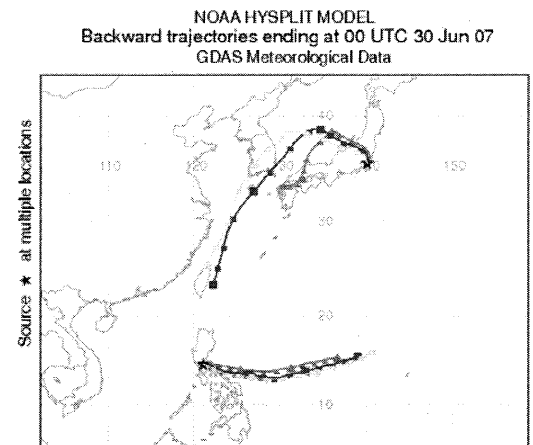 NOAA HYSPLIT MODEL
Backward trajectories ending at 00 UTC 30 Jun 07
GDAS Meteorological Data
Source ★ at multiple locations
40
110
120
150
30
20
10